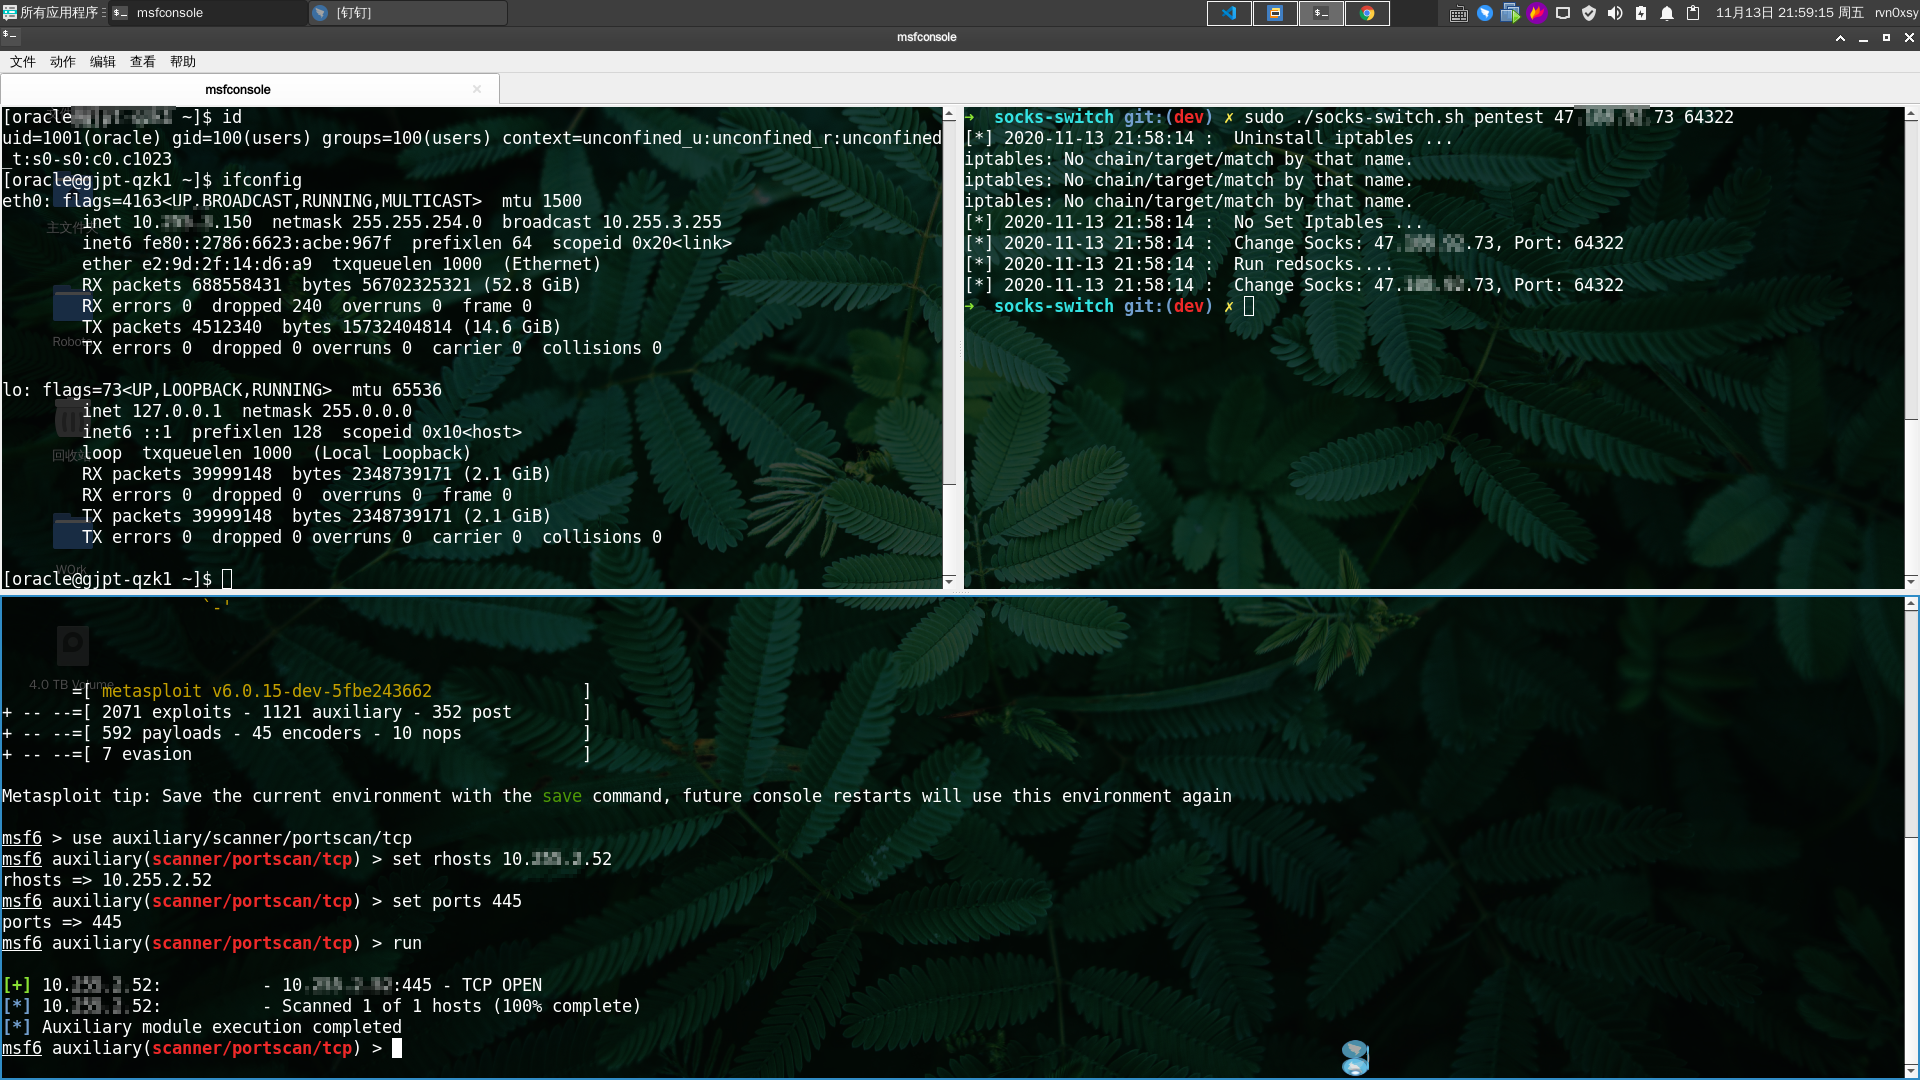 所有应用程序
msfconsole
[钉钉]
11月13日 21:59:15 周五
rvn0xsy
msfconsole
文件 动作 编辑 查看 帮助
msfconsole
[oracle ~]$ id
uid=1001(oracle) gid=100(users) groups=100(users) context=unconfined_u:unconfined_r:unconfined
_t:s0-s0:c0.c1023
[oracle@gjpt-qzk1 ~]$ ifconfig
eth0: flags=4163<UP,BROADCAST,RUNNING,MULTICAST>  mtu 1500
inet 10. .150  netmask 255.255.254.0  broadcast 10.255.3.255
inet6 fe80::2786:6623:acbe:967f  prefixlen 64  scopeid 0x20<link>
ether e2:9d:2f:14:d6:a9  txqueuelen 1000  (Ethernet)
RX packets 688558431  bytes 56702325321 (52.8 GiB)
RX errors 0  dropped 240  overruns 0  frame 0
TX packets 4512340  bytes 15732404814 (14.6 GiB)
TX errors 0  dropped 0 overruns 0  carrier 0  collisions 0
lo: flags=73<UP,LOOPBACK,RUNNING>  mtu 65536
inet 127.0.0.1  netmask 255.0.0.0
inet6 ::1  prefixlen 128  scopeid 0x10<host>
loop  txqueuelen 1000  (Local Loopback)
RX packets 39999148  bytes 2348739171 (2.1 GiB)
RX errors 0  dropped 0  overruns 0  frame 0
TX packets 39999148  bytes 2348739171 (2.1 GiB)
TX errors 0  dropped 0 overruns 0  carrier 0  collisions 0
[oracle@gjpt-qzk1 ~]$
➜  socks-switch git:(dev) ✗ sudo ./socks-switch.sh pentest 47. .73 64322
[*] 2020-11-13 21:58:14 :  Uninstall iptables ...
iptables: No chain/target/match by that name.
iptables: No chain/target/match by that name.
iptables: No chain/target/match by that name.
[*] 2020-11-13 21:58:14 :  No Set Iptables ...
[*] 2020-11-13 21:58:14 :  Change Socks: 47. .73, Port: 64322
[*] 2020-11-13 21:58:14 :  Run redsocks....
[*] 2020-11-13 21:58:14 :  Change Socks: 47. .73, Port: 64322
➜  socks-switch git:(dev) ✗
主文件夹
Robots
回收站
WOrk
4.0 TB Volume
`-'
=[ metasploit v6.0.15-dev-5fbe243662 ]
+ -- --=[ 2071 exploits - 1121 auxiliary - 352 post ]
+ -- --=[ 592 payloads - 45 encoders - 10 nops ]
+ -- --=[ 7 evasion ]
Metasploit tip: Save the current environment with the save command, future console restarts will use this environment again
msf6 > use auxiliary/scanner/portscan/tcp
msf6 auxiliary(scanner/portscan/tcp) > set rhosts 10. .52
rhosts => 10.255.2.52
msf6 auxiliary(scanner/portscan/tcp) > set ports 445
ports => 445
msf6 auxiliary(scanner/portscan/tcp) > run
[+] 10. .52: - 10. :445 - TCP OPEN
[*] 10. .52: - Scanned 1 of 1 hosts (100% complete)
[*] Auxiliary module execution completed
msf6 auxiliary(scanner/portscan/tcp) >